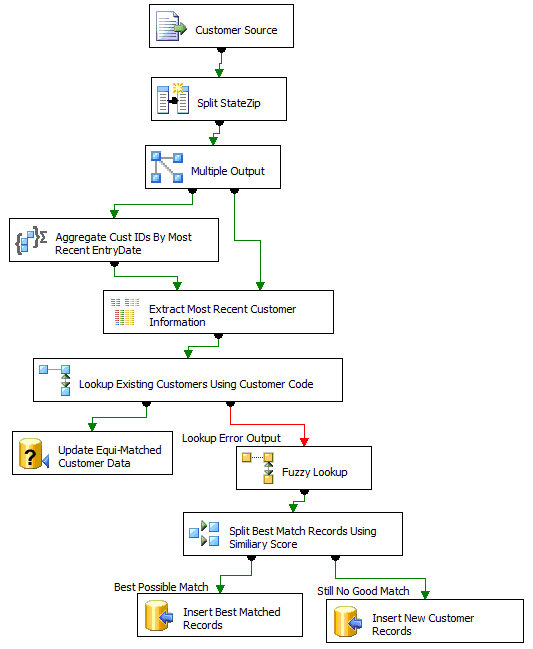 Customer Source
Split StateZip
Multiple Output
Aggregate Cust IDs By Most
Recent EntryDate
Extract Most Recent Customer
Information
Lookup Existing Customers Using Customer Code
Update Equi-Matched
Customer Data
Lookup Error Output
Fuzzy Lookup
Split Best Match Records Using
Similiary Score
Best Possible Match
Still No Good Match
Insert Best Matched
Records
Insert New Customer
Records